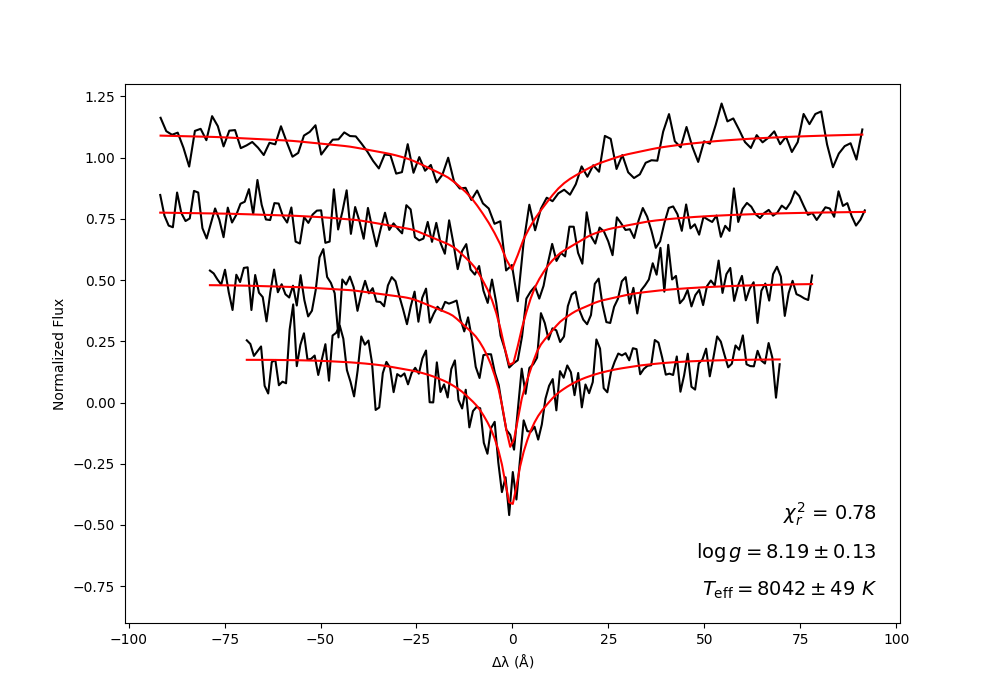 Normalized Flux
1.25
1.00
0.75
0.50
0.25
0.00
−0.25
−0.50
−0.75
χ²ᵣ = 0.78
log g = 8.19 ± 0.13
T_eff = 8042 ± 49 K
−100 −75 −50 −25 0 25 50 75 100
Δλ (Å)